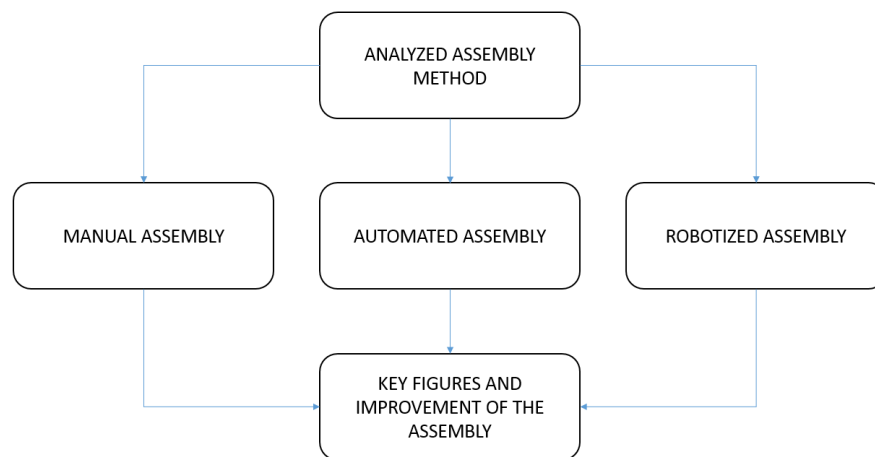 ANALYZED ASSEMBLY
METHOD
MANUAL ASSEMBLY
AUTOMATED ASSEMBLY
ROBOTIZED ASSEMBLY
KEY FIGURES AND
IMPROVEMENT OF THE
ASSEMBLY